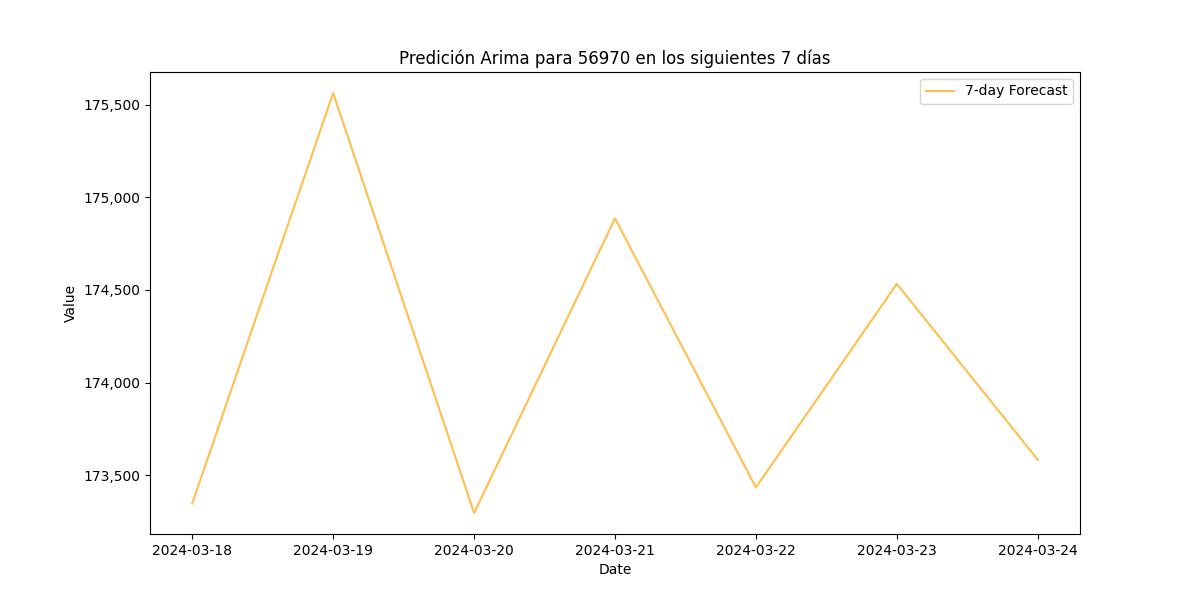 Predición Arima para 56970 en los siguientes 7 días
7-day Forecast
175,500
175,000
174,500
174,000
173,500
Value
2024-03-18 2024-03-19 2024-03-20 2024-03-21 2024-03-22 2024-03-23 2024-03-24
Date